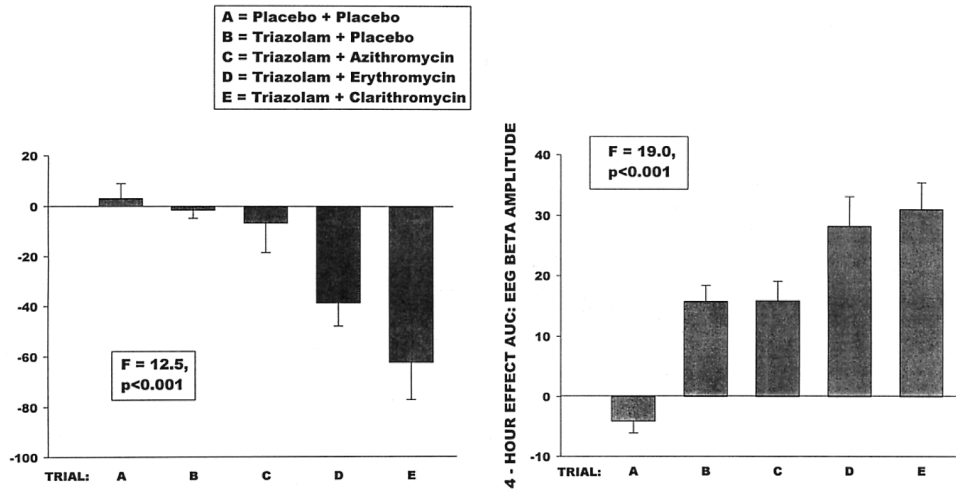 A = Placebo + Placebo
B = Triazolam + Placebo
C = Triazolam + Azithromycin
D = Triazolam + Erythromycin
E = Triazolam + Clarithromycin
20
0
-20
-40
-60
-80
-100
F = 12.5,
p<0.001
TRIAL: A B C D E
4 - HOUR EFFECT AUC: EEG BETA AMPLITUDE
40
30
20
10
0
-10
F = 19.0,
p<0.001
TRIAL: A B C D E